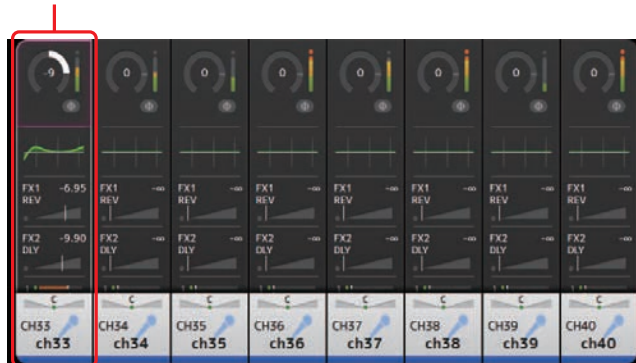 -9 0 0 0 0 0 0 0
FX1 -6.95 FX1 -∞ FX1 -∞ FX1 -∞ FX1 -∞ FX1 -∞ FX1 -∞ FX1 -∞
REV REV REV REV REV REV REV REV
FX2 -9.90 FX2 -∞ FX2 -∞ FX2 -∞ FX2 -∞ FX2 -∞ FX2 -∞ FX2 -∞
DLY DLY DLY DLY DLY DLY DLY DLY
C C C C C C C C
CH33 CH34 CH35 CH36 CH37 CH38 CH39 CH40
ch33 ch34 ch35 ch36 ch37 ch38 ch39 ch40